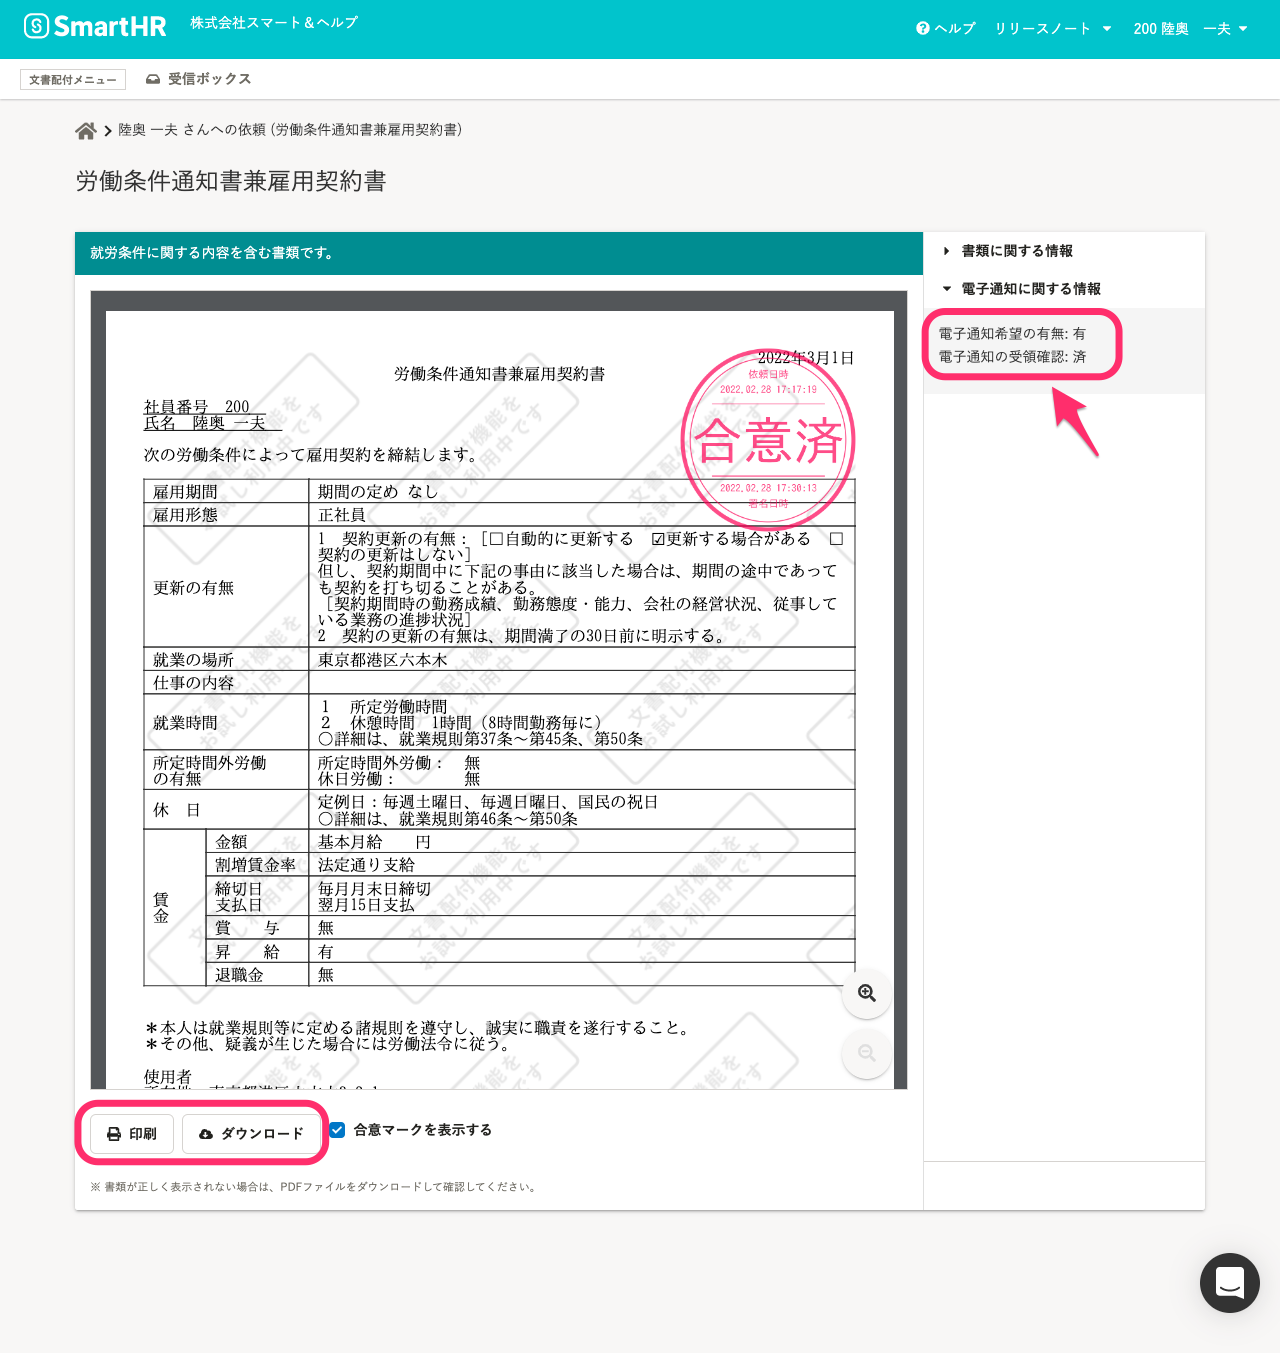 SmartHR
株式会社スマート＆ヘルプ
ヘルプ
リリースノート
200 陸奥　一夫
文書配付メニュー
受信ボックス
陸奥 一夫 さんへの依頼 (労働条件通知書兼雇用契約書)
労働条件通知書兼雇用契約書
就労条件に関する内容を含む書類です。
2022年3月1日
労働条件通知書兼雇用契約書
依頼日時
2022.02.28 17:17:19
合意済
2022.02.28 17:30:13
署名日時
社員番号　200
氏名　陸奥 一夫
次の労働条件によって雇用契約を締結します。
雇用期間　期間の定め なし
雇用形態　正社員
更新の有無
1　契約更新の有無：［☐自動的に更新する　☑更新する場合がある　☐
契約の更新はしない］
但し、契約期間中に下記の事由に該当した場合は、期間の途中であって
も契約を打ち切ることがある。
［契約期間時の勤務成績、勤務態度・能力、会社の経営状況、従事して
いる業務の進捗状況］
2　契約の更新の有無は、期間満了の30日前に明示する。
就業の場所　東京都港区六本木
仕事の内容
就業時間
１　所定労働時間
２　休憩時間　1時間（8時間勤務毎に）
〇詳細は、就業規則第37条～第45条、第50条
所定時間外労働
の有無
所定時間外労働：　無
休日労働：　無
休　日
定例日：毎週土曜日、毎週日曜日、国民の祝日
〇詳細は、就業規則第46条～第50条
賃
金
金額　基本月給　　円
割増賃金率　法定通り支給
締切日　毎月月末日締切
支払日　翌月15日支払
賞　与　無
昇　給　有
退職金　無
＊本人は就業規則等に定める諸規則を遵守し、誠実に職責を遂行すること。
＊その他、疑義が生じた場合には労働法令に従う。
使用者
文書配付機能を
お試し利用中です
印刷
ダウンロード
合意マークを表示する
※ 書類が正しく表示されない場合は、PDFファイルをダウンロードして確認してください。
書類に関する情報
電子通知に関する情報
電子通知希望の有無: 有
電子通知の受領確認: 済